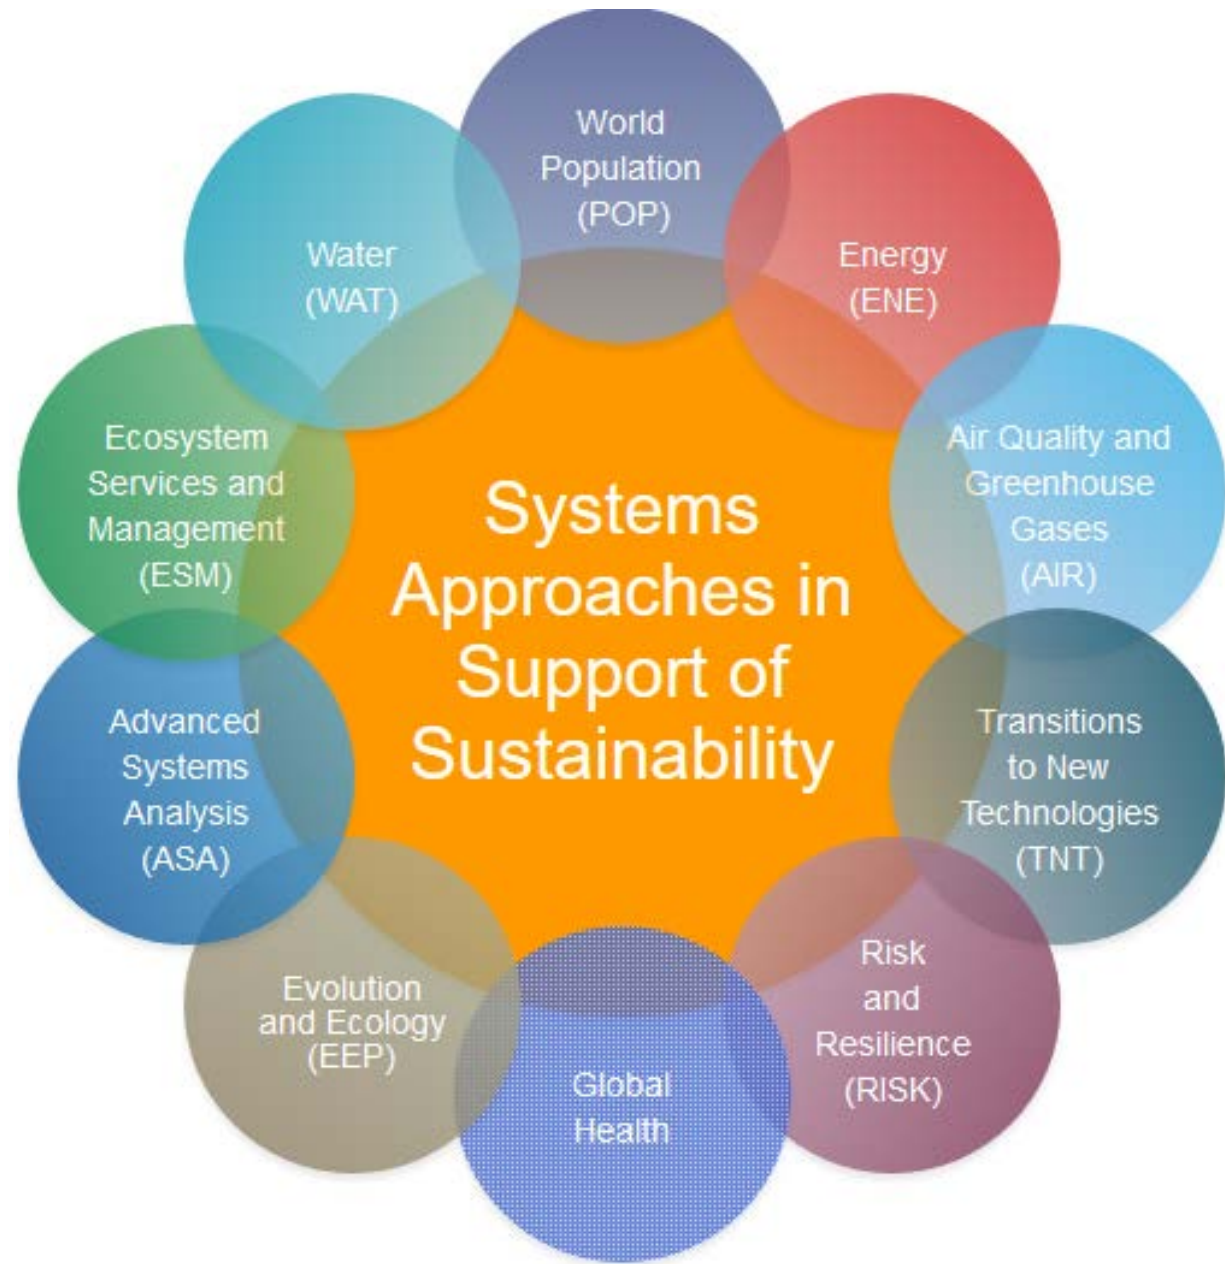 World
Population
(POP)
Energy
(ENE)
Air Quality and
Greenhouse
Gases
(AIR)
Transitions
to New
Technologies
(TNT)
Risk
and
Resilience
(RISK)
Global
Health
Evolution
and Ecology
(EEP)
Advanced
Systems
Analysis
(ASA)
Ecosystem
Services and
Management
(ESM)
Water
(WAT)
Systems
Approaches in
Support of
Sustainability